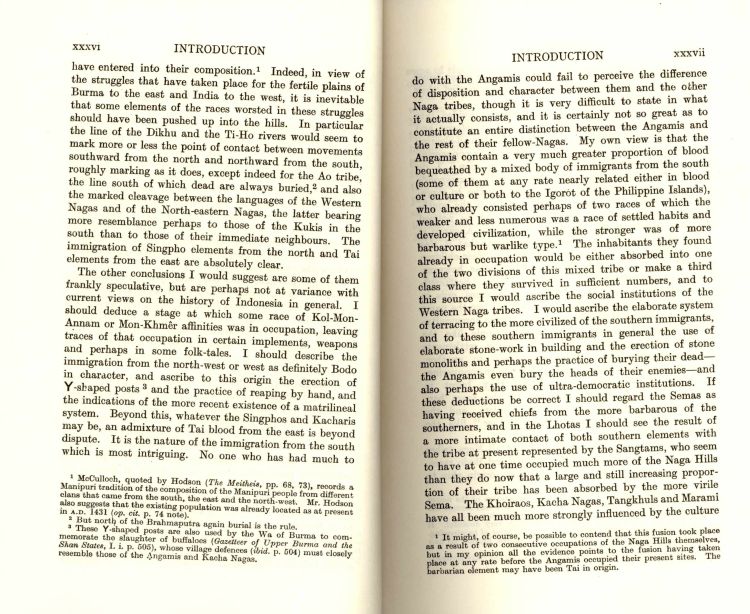 xxxvi INTRODUCTION
have entered into their composition.¹ Indeed, in view of
the struggles that have taken place for the fertile plains of
Burma to the east and India to the west, it is inevitable
that some elements of the races worsted in these struggles
should have been pushed up into the hills. In particular
the line of the Dikhu and the Ti-Ho rivers would seem to
mark more or less the point of contact between movements
southward from the north and northward from the south,
roughly marking as it does, except indeed for the Ao tribe,
the line south of which dead are always buried,² and also
the marked cleavage between the languages of the Western
Nagas and of the North-eastern Nagas, the latter bearing
more resemblance perhaps to those of the Kukis in the
south than to those of their immediate neighbours. The
immigration of Singpho elements from the north and Tai
elements from the east are absolutely clear.
The other conclusions I would suggest are some of them
frankly speculative, but are perhaps not at variance with
current views on the history of Indonesia in general. I
should deduce a stage at which some race of Kol-Mon-
Annam or Mon-Khmêr affinities was in occupation, leaving
traces of that occupation in certain implements, weapons
and perhaps in some folk-tales. I should describe the
immigration from the north-west or west as definitely Bodo
in character, and ascribe to this origin the erection of
Y-shaped posts ³ and the practice of reaping by hand, and
the indications of the more recent existence of a matrilineal
system. Beyond this, whatever the Singphos and Kacharis
may be, an admixture of Tai blood from the east is beyond
dispute. It is the nature of the immigration from the south
which is most intriguing. No one who has had much to
¹ McCulloch, quoted by Hodson (The Meitheis, pp. 68, 73), records a
Manipuri tradition of the composition of the Manipuri people from different
clans that came from the south, the east and the north-west. Mr. Hodson
also suggests that the existing population was already located as at present
in A.D. 1431 (op. cit. p. 74 note).
² But north of the Brahmaputra again burial is the rule.
³ These Y-shaped posts are also used by the Wa of Burma to com-
memorate the slaughter of buffaloes (Gazetteer of Upper Burma and the
Shan States, I. i. p. 505), whose village defences (ibid. p. 504) must closely
resemble those of the Angamis and Kacha Nagas.
INTRODUCTION xxxvii
do with the Angamis could fail to perceive the difference
of disposition and character between them and the other
Naga tribes, though it is very difficult to state in what
it actually consists, and it is certainly not so great as to
constitute an entire distinction between the Angamis and
the rest of their fellow-Nagas. My own view is that the
Angamis contain a very much greater proportion of blood
bequeathed by a mixed body of immigrants from the south
(some of them at any rate nearly related either in blood
or culture or both to the Igorot of the Philippine Islands),
who already consisted perhaps of two races of which the
weaker and less numerous was a race of settled habits and
developed civilization, while the stronger was of more
barbarous but warlike type.¹ The inhabitants they found
already in occupation would be either absorbed into one
of the two divisions of this mixed tribe or make a third
class where they survived in sufficient numbers, and to
this source I would ascribe the social institutions of the
Western Naga tribes. I would ascribe the elaborate system
of terracing to the more civilized of the southern immigrants,
and to these southern immigrants in general the use of
elaborate stone-work in building and the erection of stone
monoliths and perhaps the practice of burying their dead—
the Angamis even bury the heads of their enemies—and
also perhaps the use of ultra-democratic institutions. If
these deductions be correct I should regard the Semas as
having received chiefs from the more barbarous of the
southerners, and in the Lhotas I should see the result of
a more intimate contact of both southern elements with
the tribe at present represented by the Sangtams, who seem
to have at one time occupied much more of the Naga Hills
than they do now that a large and still increasing propor-
tion of their tribe has been absorbed by the more virile
Sema. The Khoiraos, Kacha Nagas, Tangkhuls and Marami
have all been much more strongly influenced by the culture
¹ It might, of course, be possible to contend that this fusion took place
as a result of two consecutive occupations of the Naga Hills themselves,
but in my opinion all the evidence points to the fusion having taken
place at any rate before the Angamis occupied their present sites. The
barbarian element may have been Tai in origin.